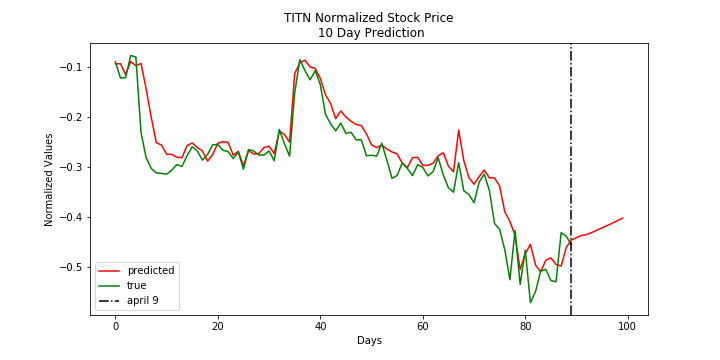 TITN Normalized Stock Price
10 Day Prediction
−0.1
−0.2
−0.3
−0.4
−0.5
Normalized Values
predicted
true
april 9
0
20
40
60
80
100
Days